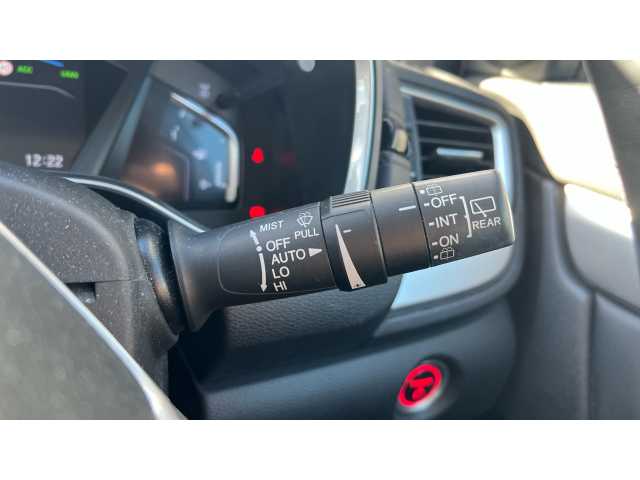 12:22
MIST
PULL
OFF
AUTO
LO
HI
OFF
INT
ON
REAR